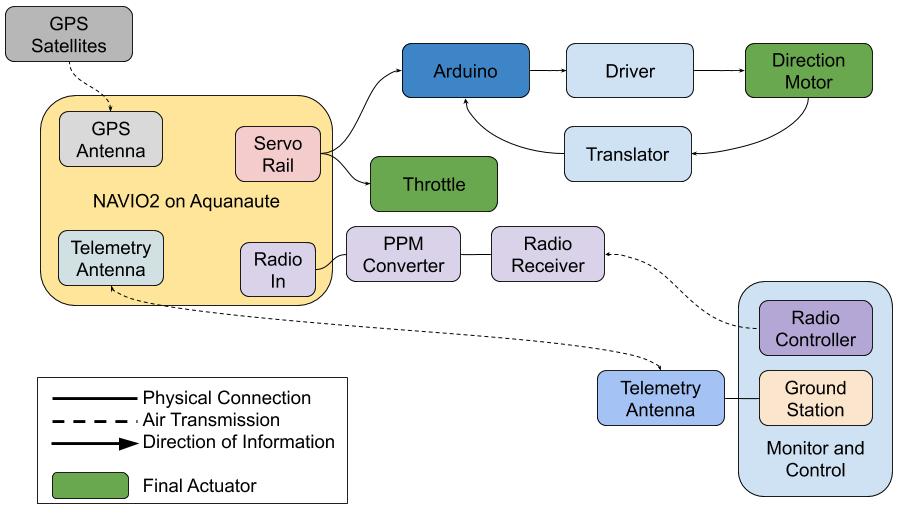 GPS
Satellites
Arduino
Driver
Direction
Motor
GPS
Antenna
Servo
Rail
Translator
Throttle
NAVIO2 on Aquanaute
Telemetry
Antenna
Radio
In
PPM
Converter
Radio
Receiver
Radio
Controller
Telemetry
Antenna
Ground
Station
Monitor and
Control
Physical Connection
Air Transmission
Direction of Information
Final Actuator